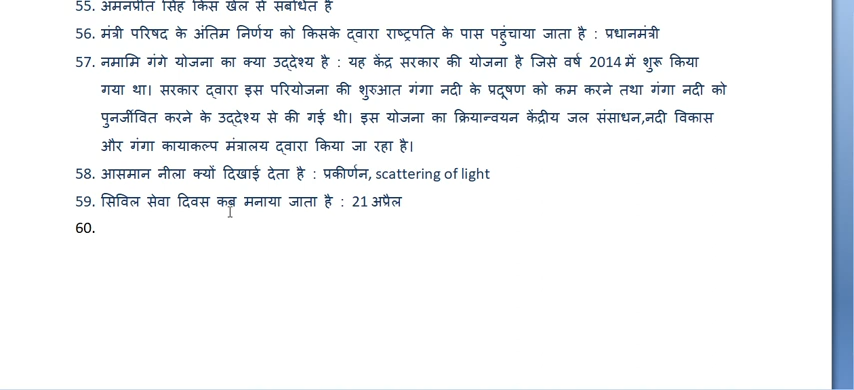 55. अमनप्रीत सिंह किस खेल से संबंधित है
56. मंत्री परिषद के अंतिम निर्णय को किसके द्वारा राष्ट्रपति के पास पहुंचाया जाता है : प्रधानमंत्री
57. नमामि गंगे योजना का क्या उद्देश्य है : यह केंद्र सरकार की योजना है जिसे वर्ष 2014 में शुरू किया
गया था। सरकार द्वारा इस परियोजना की शुरुआत गंगा नदी के प्रदूषण को कम करने तथा गंगा नदी को
पुनर्जीवित करने के उद्देश्य से की गई थी। इस योजना का क्रियान्वयन केंद्रीय जल संसाधन,नदी विकास
और गंगा कायाकल्प मंत्रालय द्वारा किया जा रहा है।
58. आसमान नीला क्यों दिखाई देता है : प्रकीर्णन, scattering of light
59. सिविल सेवा दिवस कब मनाया जाता है : 21 अप्रैल
60.